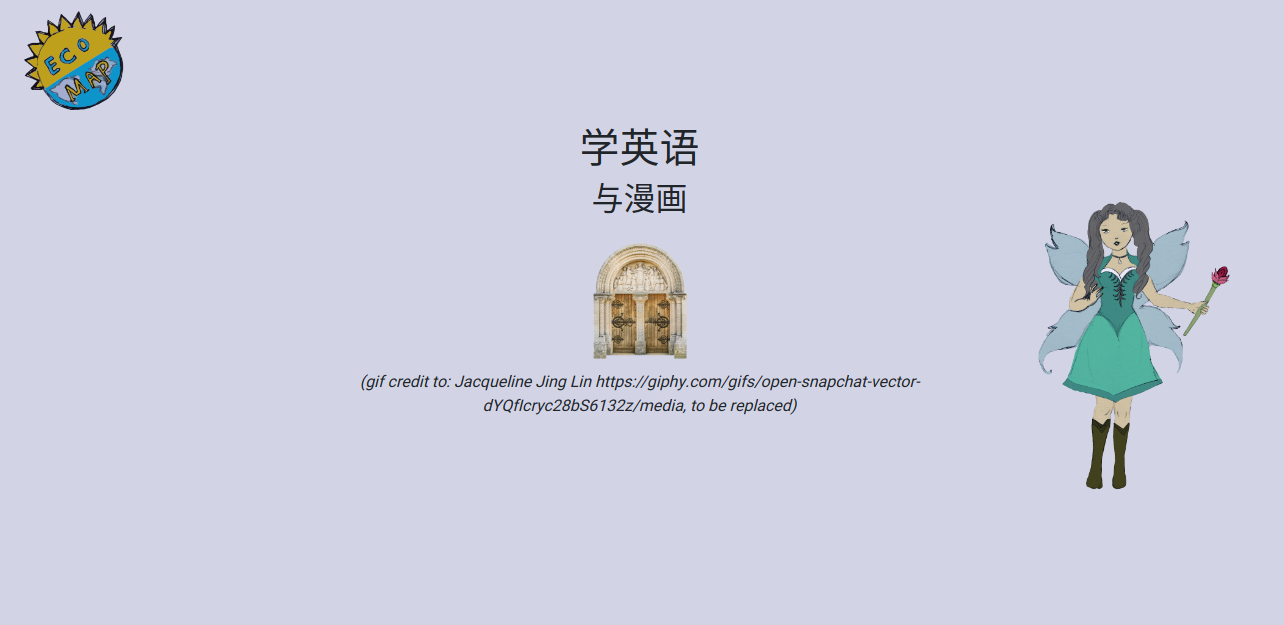 ECO
MAP
学英语
与漫画
(gif credit to: Jacqueline Jing Lin https://giphy.com/gifs/open-snapchat-vector-
dYQfIcryc28bS6132z/media, to be replaced)